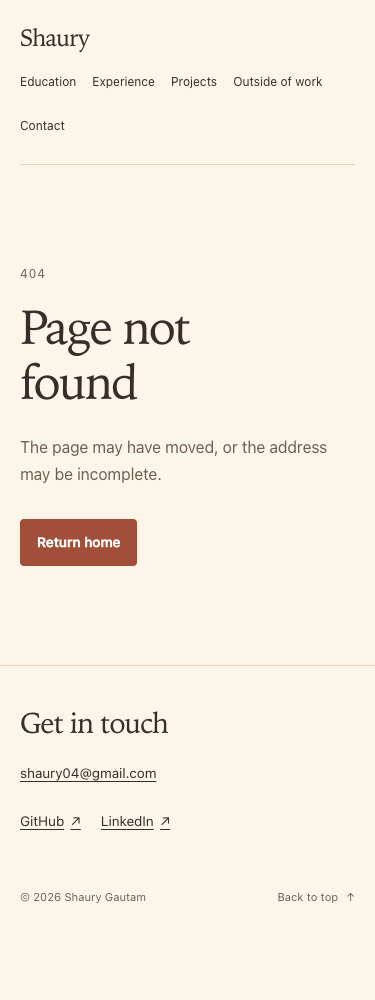 Shaury
Education Experience Projects Outside of work
Contact
404
Page not
found
The page may have moved, or the address
may be incomplete.
Return home
Get in touch
shaury04@gmail.com
GitHub ↗ LinkedIn ↗
© 2026 Shaury Gautam Back to top ↑